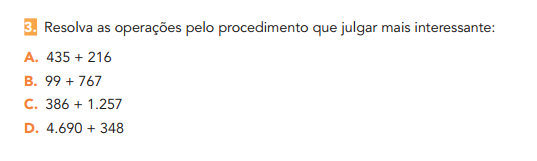 3. Resolva as operações pelo procedimento que julgar mais interessante:
A. 435 + 216
B. 99 + 767
C. 386 + 1.257
D. 4.690 + 348